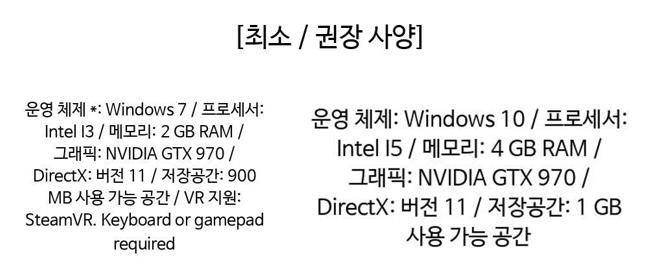 [최소 / 권장 사양]
운영 체제 *: Windows 7 / 프로세서:
Intel I3 / 메모리: 2 GB RAM /
그래픽: NVIDIA GTX 970 /
DirectX: 버전 11 / 저장공간: 900
MB 사용 가능 공간 / VR 지원:
SteamVR. Keyboard or gamepad
required
운영 체제: Windows 10 / 프로세서:
Intel I5 / 메모리: 4 GB RAM /
그래픽: NVIDIA GTX 970 /
DirectX: 버전 11 / 저장공간: 1 GB
사용 가능 공간